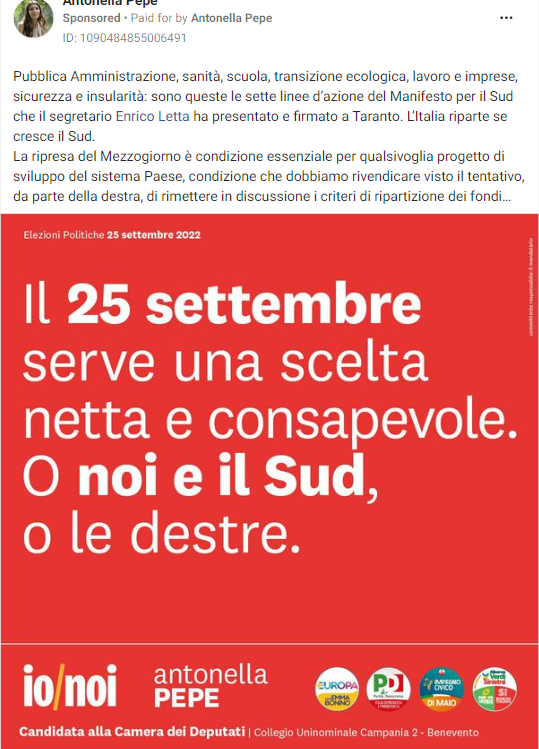 Antonella Pepe
Sponsored • Paid for by Antonella Pepe
ID: 1090484855006491
Pubblica Amministrazione, sanità, scuola, transizione ecologica, lavoro e imprese,
sicurezza e insularità: sono queste le sette linee d’azione del Manifesto per il Sud
che il segretario Enrico Letta ha presentato e firmato a Taranto. L’Italia riparte se
cresce il Sud.
La ripresa del Mezzogiorno è condizione essenziale per qualsivoglia progetto di
sviluppo del sistema Paese, condizione che dobbiamo rivendicare visto il tentativo,
da parte della destra, di rimettere in discussione i criteri di ripartizione dei fondi...
Elezioni Politiche 25 settembre 2022
committente responsabile: il mandatario
Il 25 settembre
serve una scelta
netta e consapevole.
O noi e il Sud,
o le destre.
io/noi
antonella
PEPE
+EUROPA
EMMA
BONINO
PD
Partito Democratico
IMPEGNO
CIVICO
DI MAIO
Alleanza
Verdi
Sinistra
SI
Candidata alla Camera dei Deputati | Collegio Uninominale Campania 2 - Benevento